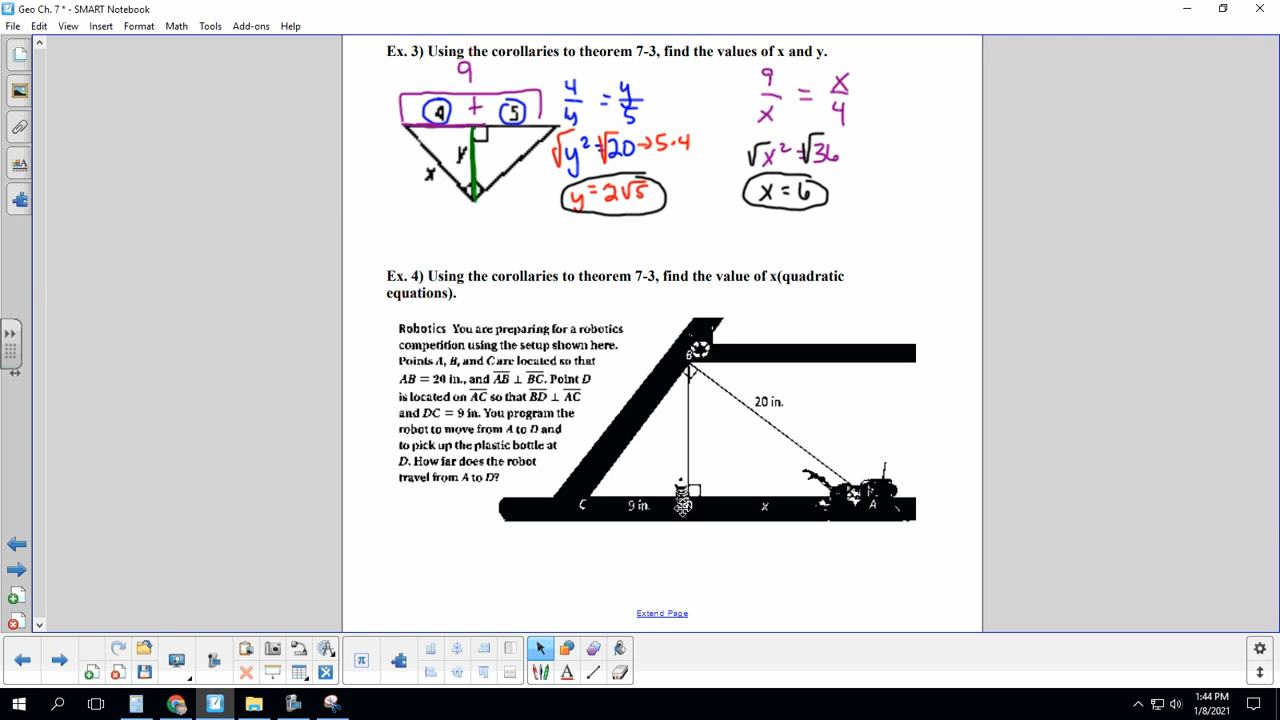 Geo Ch. 7 * - SMART Notebook
File Edit View Insert Format Tools Add-ons Help
Ex. 3) Using the corollaries to theorem 7-3, find the values of x and y.
9
4 + 5
y
x
4/y = y/5
√y² = √20 → 5·4
y = 2√5
9/x = x/4
√x² = √36
x = 6
Ex. 4) Using the corollaries to theorem 7-3, find the value of x(quadratic
equations).
Robotics You are preparing for a robotics
competition using the setup shown here.
Points A, B, and C are located so that
AB = 20 in., and AB ⊥ BC. Point D
is located on AC so that BD ⊥ AC
and DC = 9 in. You program the
robot to move from A to D and
to pick up the plastic bottle at
D. How far does the robot
travel from A to D?
B
20 in.
C 9 in. D x A
Extend Page
1:44 PM
1/8/2021